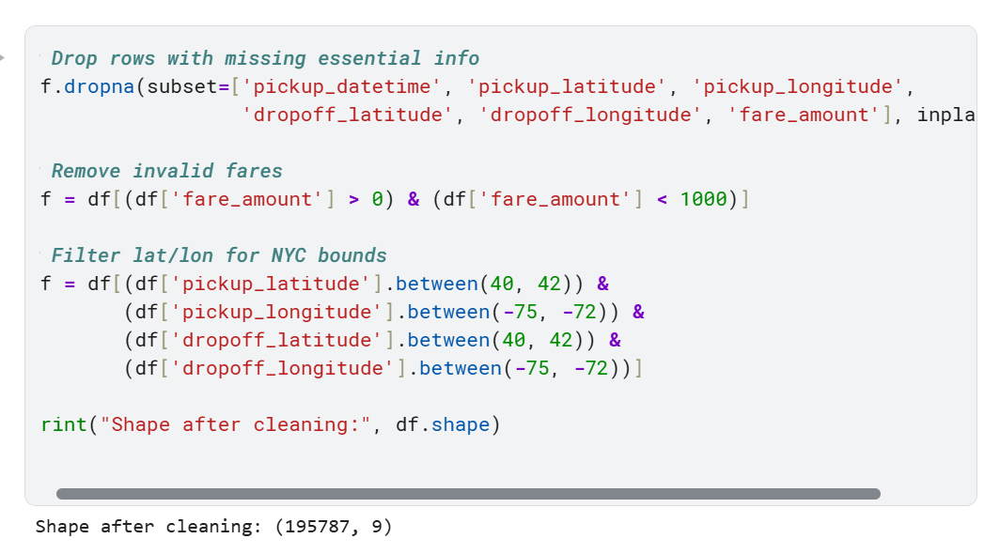 Drop rows with missing essential info
f.dropna(subset=['pickup_datetime', 'pickup_latitude', 'pickup_longitude',
'dropoff_latitude', 'dropoff_longitude', 'fare_amount'], inpla
Remove invalid fares
f = df[(df['fare_amount'] > 0) & (df['fare_amount'] < 1000)]
Filter lat/lon for NYC bounds
f = df[(df['pickup_latitude'].between(40, 42)) &
(df['pickup_longitude'].between(-75, -72)) &
(df['dropoff_latitude'].between(40, 42)) &
(df['dropoff_longitude'].between(-75, -72))]
rint("Shape after cleaning:", df.shape)
Shape after cleaning: (195787, 9)